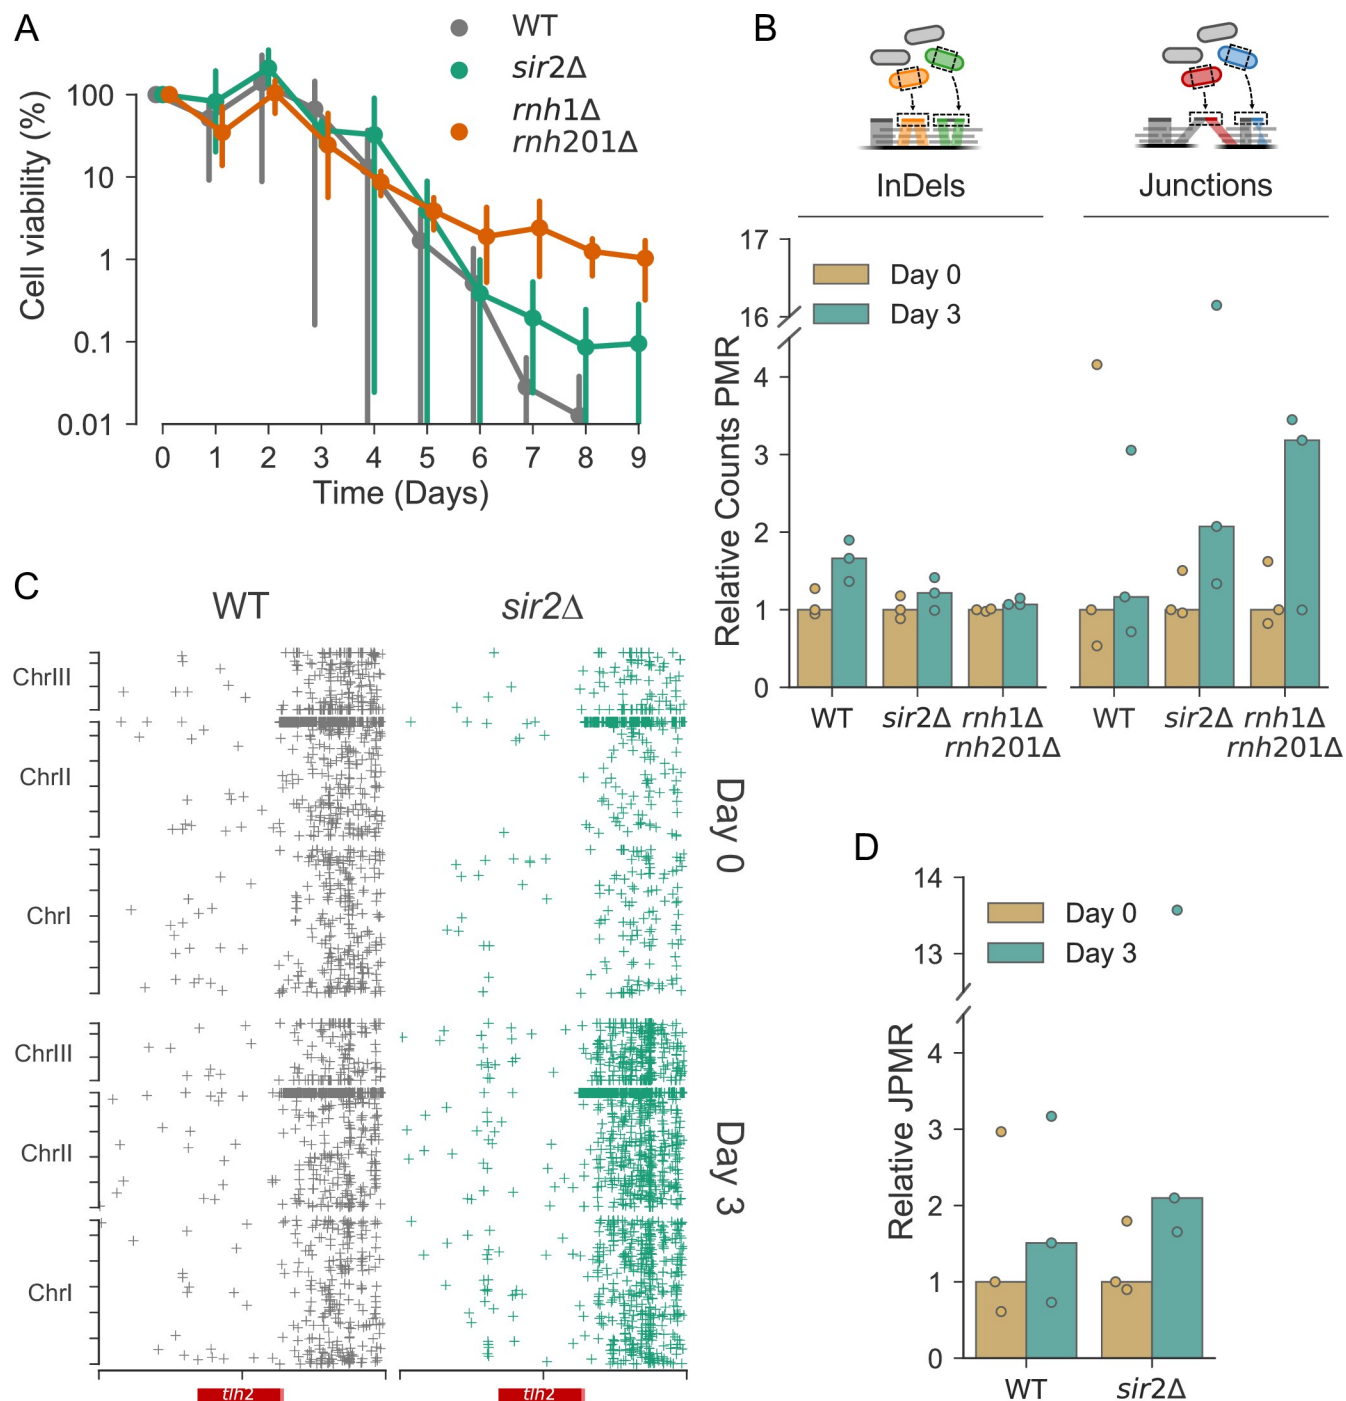 A
WT
sir2Δ
rnh1Δ
rnh201Δ
Cell viability (%)
100
10
1
0.1
0.01
0 1 2 3 4 5 6 7 8 9
Time (Days)
B
InDels
Junctions
Relative Counts PMR
17
16
4
3
2
1
0
Day 0
Day 3
WT sir2Δ rnh1Δ
rnh201Δ
WT sir2Δ rnh1Δ
rnh201Δ
C
WT
sir2Δ
ChrIII
ChrII
ChrI
Day 0
ChrIII
ChrII
ChrI
Day 3
tlh2
tlh2
D
Relative JPMR
14
13
4
3
2
1
0
Day 0
Day 3
WT
sir2Δ